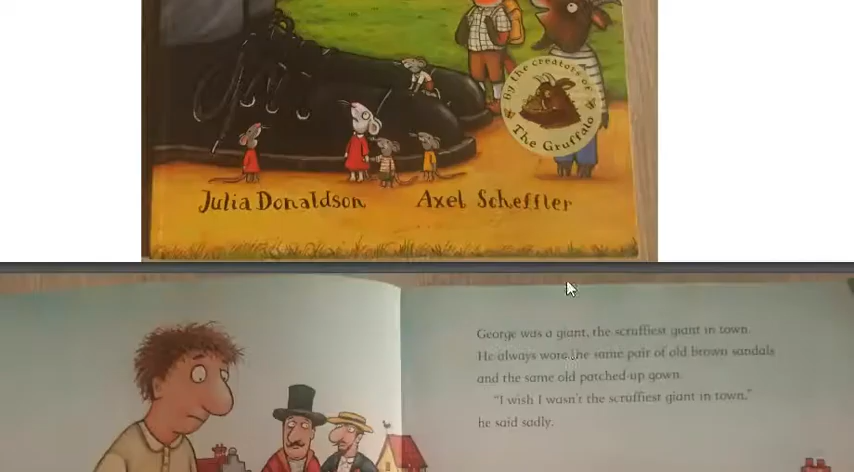 By the creators of
The Gruffalo
Julia Donaldson Axel Scheffler
George was a giant, the scruffiest giant in town.
He always wore the same pair of old brown sandals
and the same old patched-up gown.
"I wish I wasn't the scruffiest giant in town,"
he said sadly.